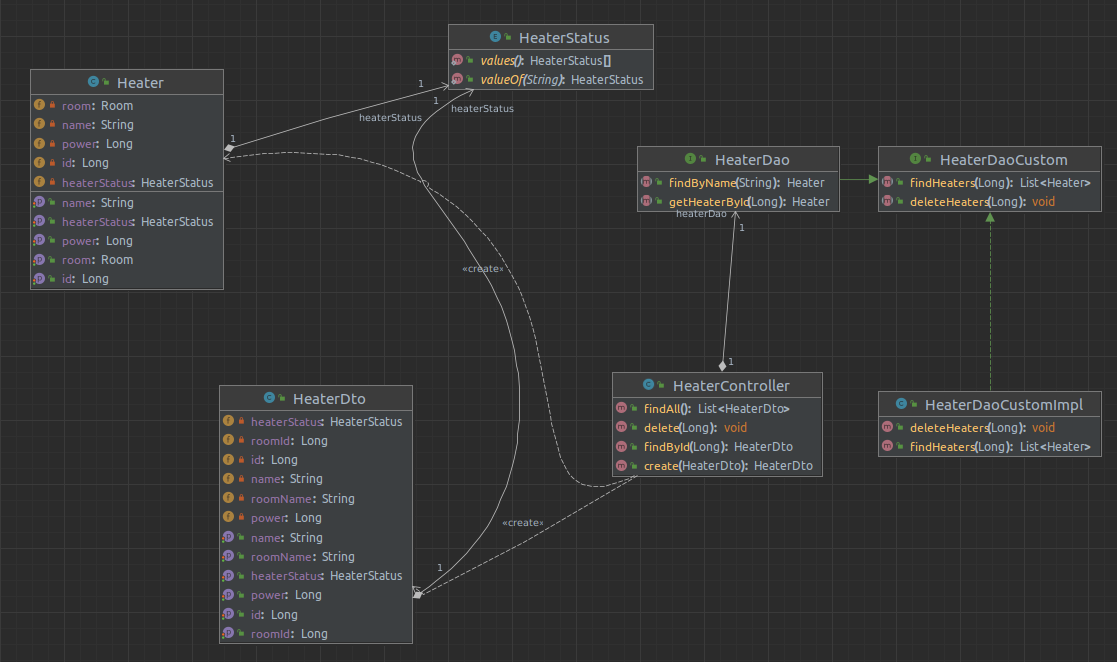 HeaterStatus
values(): HeaterStatus[]
valueOf(String): HeaterStatus
Heater
room: Room
name: String
power: Long
id: Long
heaterStatus: HeaterStatus
name: String
heaterStatus: HeaterStatus
power: Long
room: Room
id: Long
1
heaterStatus
1
1
heaterStatus
HeaterDao
findByName(String): Heater
getHeaterById(Long): Heater
heaterDao
1
HeaterDaoCustom
findHeaters(Long): List<Heater>
deleteHeaters(Long): void
«create»
1
HeaterController
findAll(): List<HeaterDto>
delete(Long): void
findById(Long): HeaterDto
create(HeaterDto): HeaterDto
HeaterDaoCustomImpl
deleteHeaters(Long): void
findHeaters(Long): List<Heater>
HeaterDto
heaterStatus: HeaterStatus
roomId: Long
id: Long
name: String
roomName: String
power: Long
name: String
roomName: String
heaterStatus: HeaterStatus
power: Long
id: Long
roomId: Long
«create»
1